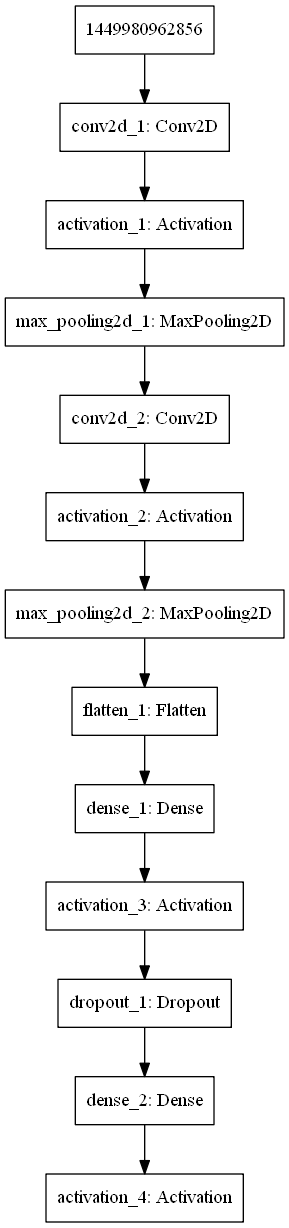 1449980962856
conv2d_1: Conv2D
activation_1: Activation
max_pooling2d_1: MaxPooling2D
conv2d_2: Conv2D
activation_2: Activation
max_pooling2d_2: MaxPooling2D
flatten_1: Flatten
dense_1: Dense
activation_3: Activation
dropout_1: Dropout
dense_2: Dense
activation_4: Activation